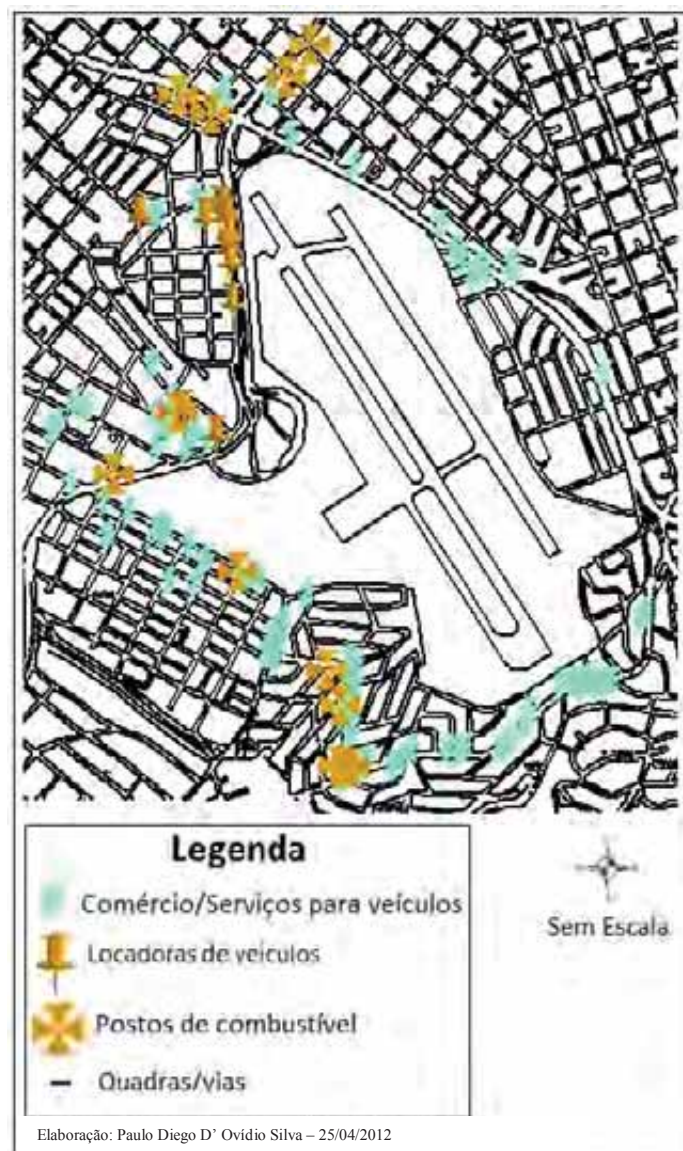 Legenda
Comércio/Serviços para veículos
Locadoras de veículos
Postos de combustível
Quadras/vias
Sem Escala
Elaboração: Paulo Diego D’ Ovídio Silva – 25/04/2012